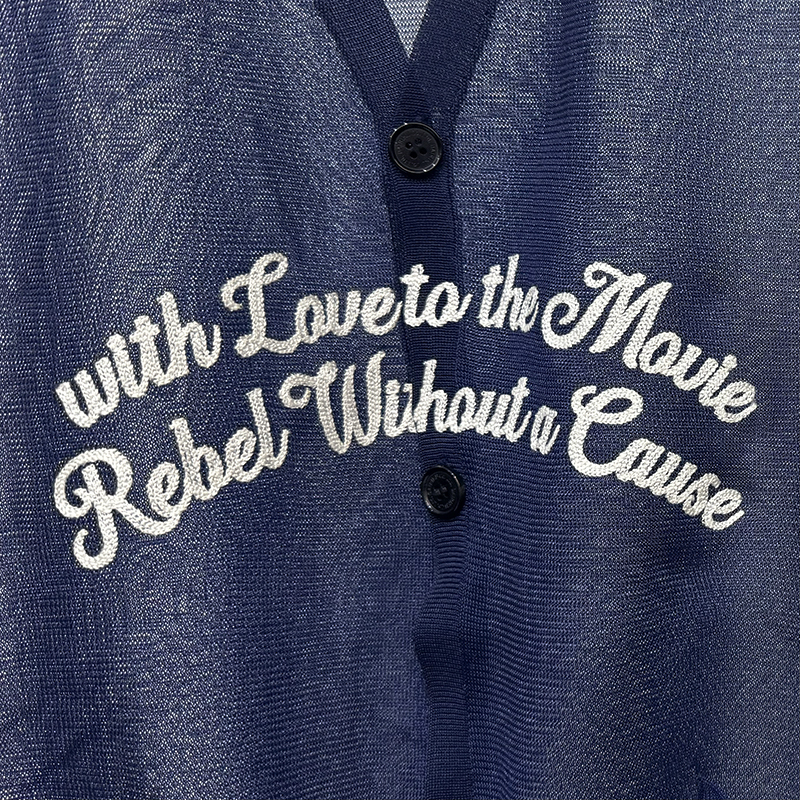 with Love to the Movie
Rebel Without a Cause